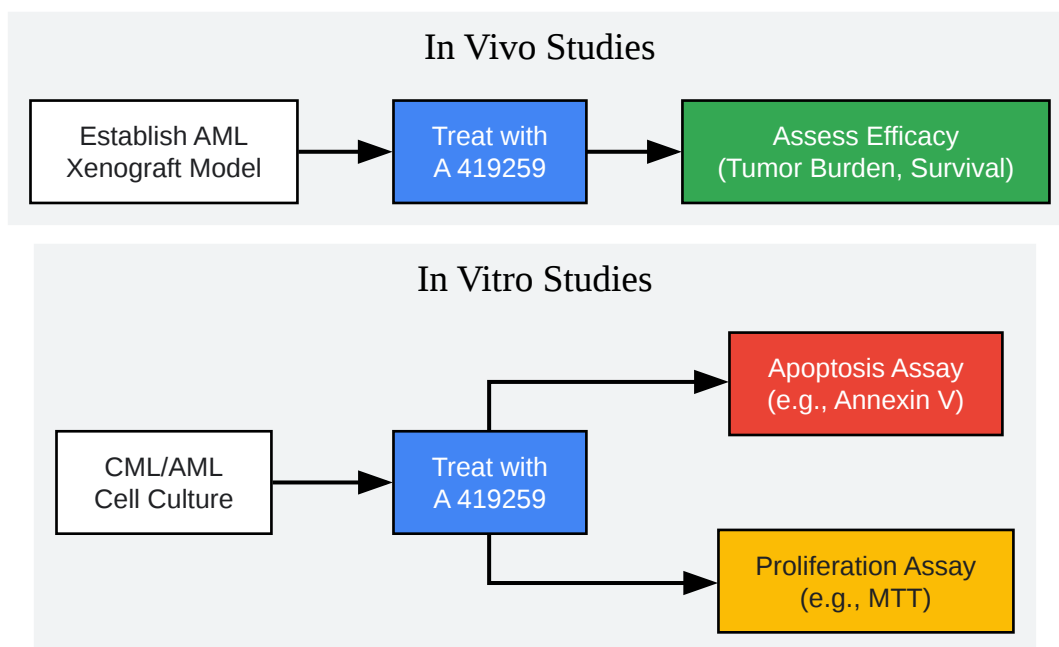 In Vivo Studies
Establish AML
Xenograft Model
Treat with
A 419259
Assess Efficacy
(Tumor Burden, Survival)
In Vitro Studies
CML/AML
Cell Culture
Treat with
A 419259
Apoptosis Assay
(e.g., Annexin V)
Proliferation Assay
(e.g., MTT)